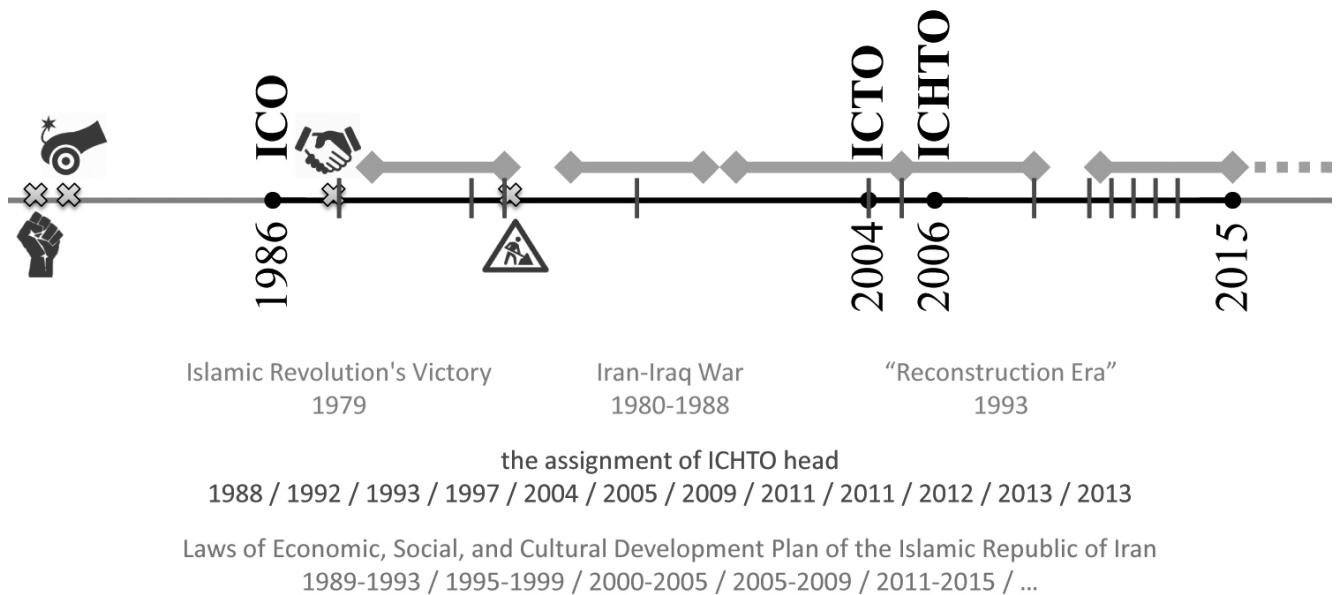 ICO
ICTO
ICHTO
1986
2004
2006
2015
Islamic Revolution's Victory
1979
Iran-Iraq War
1980-1988
“Reconstruction Era”
1993
the assignment of ICHTO head
1988 / 1992 / 1993 / 1997 / 2004 / 2005 / 2009 / 2011 / 2011 / 2012 / 2013 / 2013
Laws of Economic, Social, and Cultural Development Plan of the Islamic Republic of Iran
1989-1993 / 1995-1999 / 2000-2005 / 2005-2009 / 2011-2015 / ...